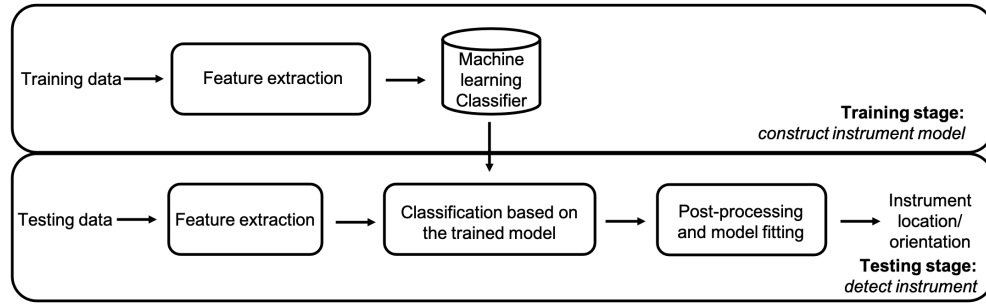 Training data
Feature extraction
Machine
learning
Classifier
Training stage:
construct instrument model
Testing data
Feature extraction
Classification based on
the trained model
Post-processing
and model fitting
Instrument
location/
orientation
Testing stage:
detect instrument